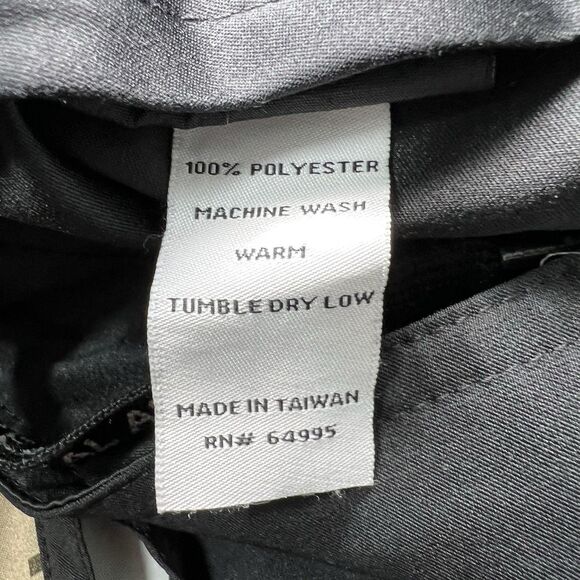 100% POLYESTER
MACHINE WASH
WARM
TUMBLE DRY LOW
MADE IN TAIWAN
RN# 64995